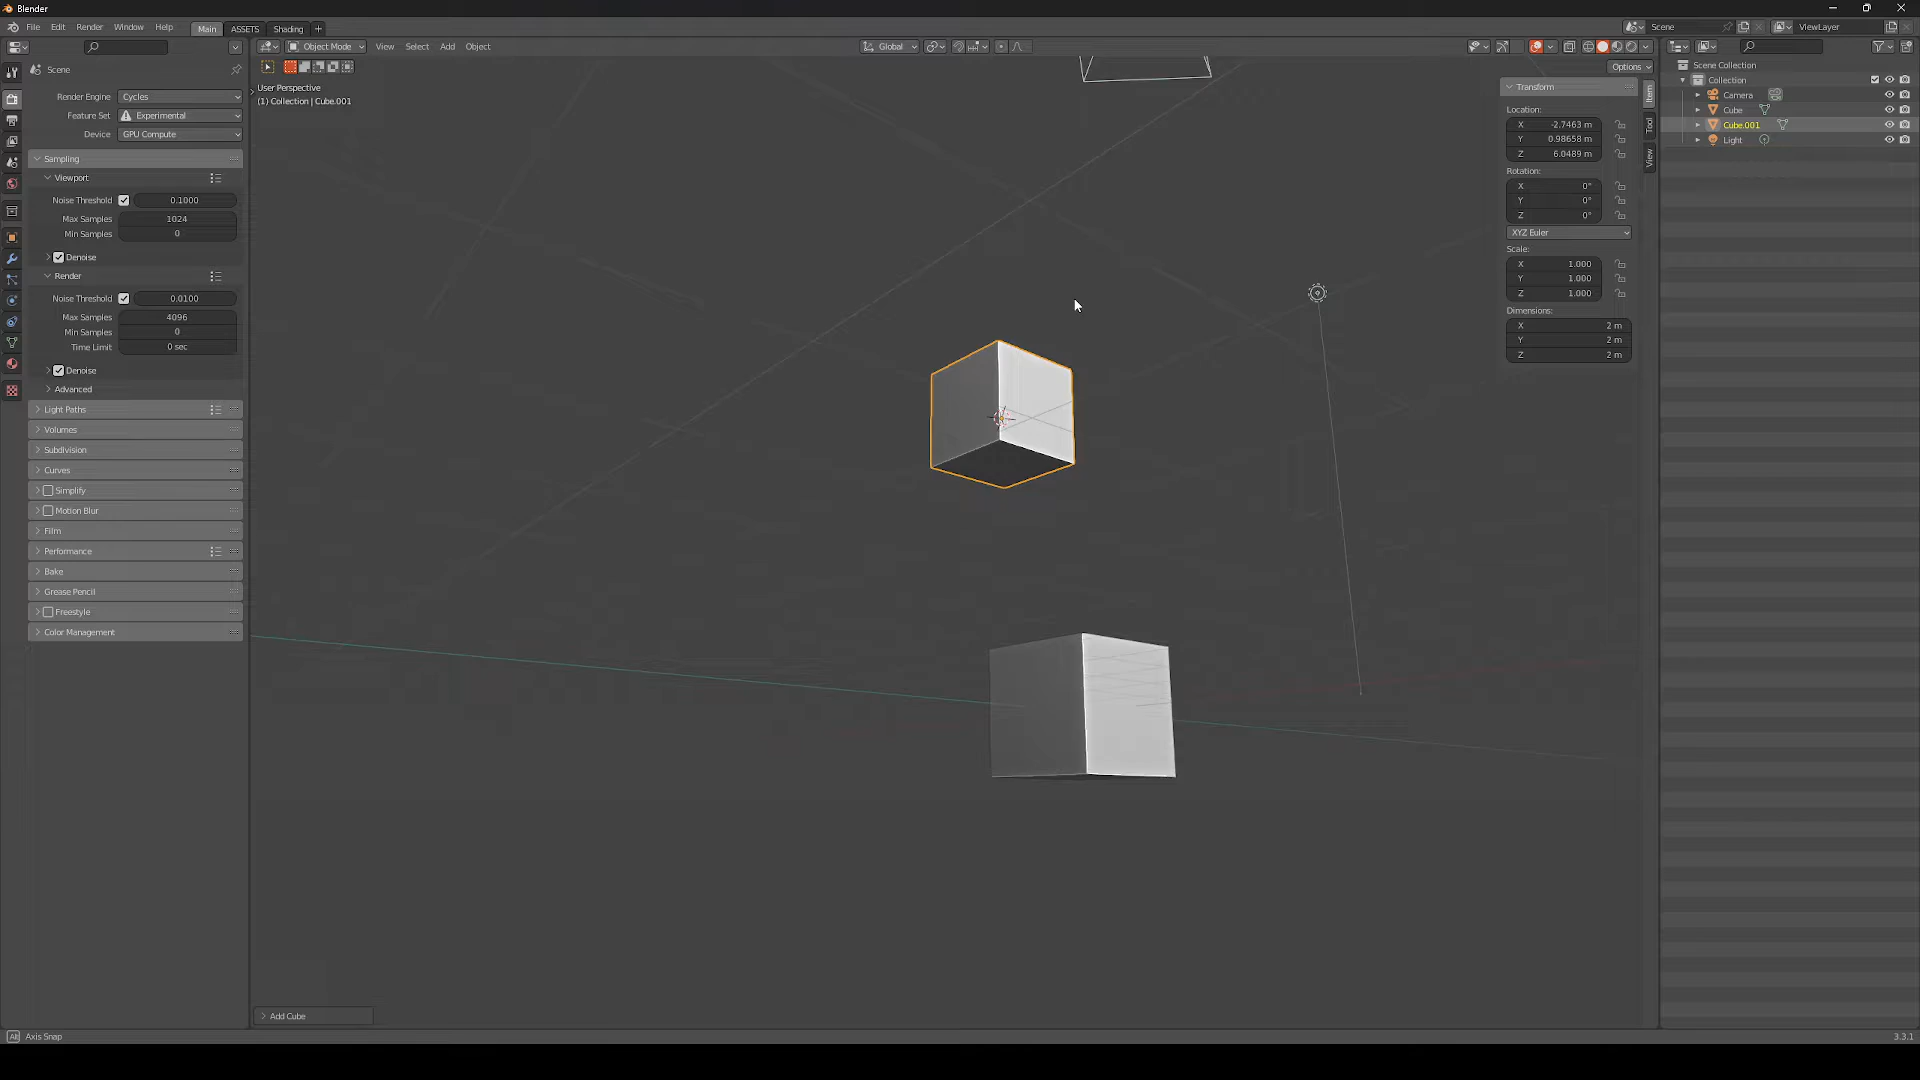 Blender
File Edit Render Window Help Main ASETS Shading + Scene ViewLayer
Object Mode View Select Add Object Global
Options
Scene
Render Engine Cycles
Feature Set Experimental
Device GPU Compute
Sampling
Viewport
Noise Threshold 0.1000
Max Samples 1024
Min Samples 0
Denoise
Render
Noise Threshold 0.0100
Max Samples 4096
Min Samples 0
Time Limit 0 sec
Denoise
Advanced
Light Paths
Volumes
Subdivision
Curves
Simplify
Motion Blur
Film
Performance
Bake
Grease Pencil
Freestyle
Color Management
User Perspective
(1) Collection | Cube.001
Add Cube
Transform
Location:
X -2.7463 m
Y 0.98658 m
Z 6.0489 m
Rotation:
X 0°
Y 0°
Z 0°
XYZ Euler
Scale:
X 1.000
Y 1.000
Z 1.000
Dimensions:
X 2 m
Y 2 m
Z 2 m
Item
Tool
View
Scene Collection
Collection
Camera
Cube
Cube.001
Light
Alt Axis Snap
3.3.1